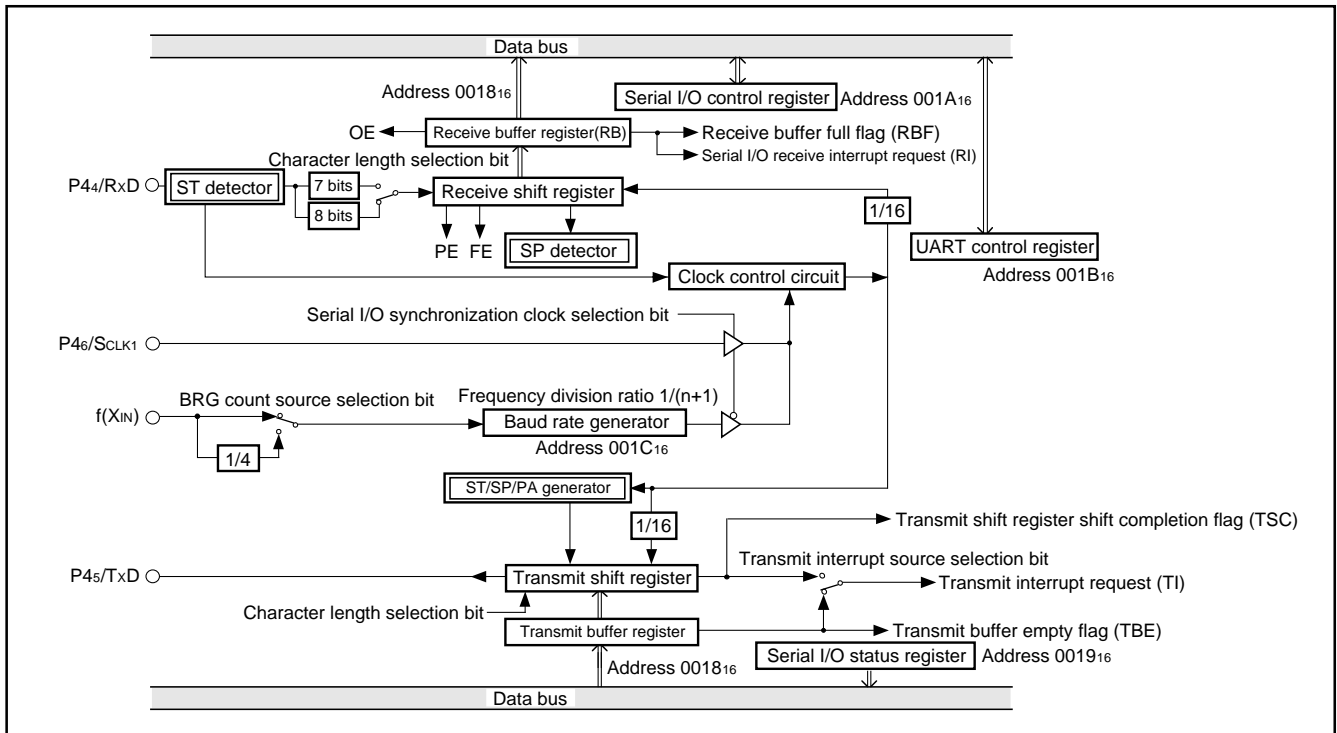 Data bus
Address 0018₁₆
Serial I/O control register Address 001A₁₆
OE Receive buffer register(RB) Receive buffer full flag (RBF)
Character length selection bit Serial I/O receive interrupt request (RI)
P4₄/RxD ST detector 7 bits Receive shift register
8 bits 1/16
PE FE SP detector UART control register
Clock control circuit Address 001B₁₆
Serial I/O synchronization clock selection bit
P4₆/SCLK1
BRG count source selection bit Frequency division ratio 1/(n+1)
f(XIN) Baud rate generator
1/4 Address 001C₁₆
ST/SP/PA generator
1/16 Transmit shift register shift completion flag (TSC)
Transmit interrupt source selection bit
P4₅/TxD Transmit shift register Transmit interrupt request (TI)
Character length selection bit
Transmit buffer register Transmit buffer empty flag (TBE)
Address 0018₁₆ Serial I/O status register Address 0019₁₆
Data bus